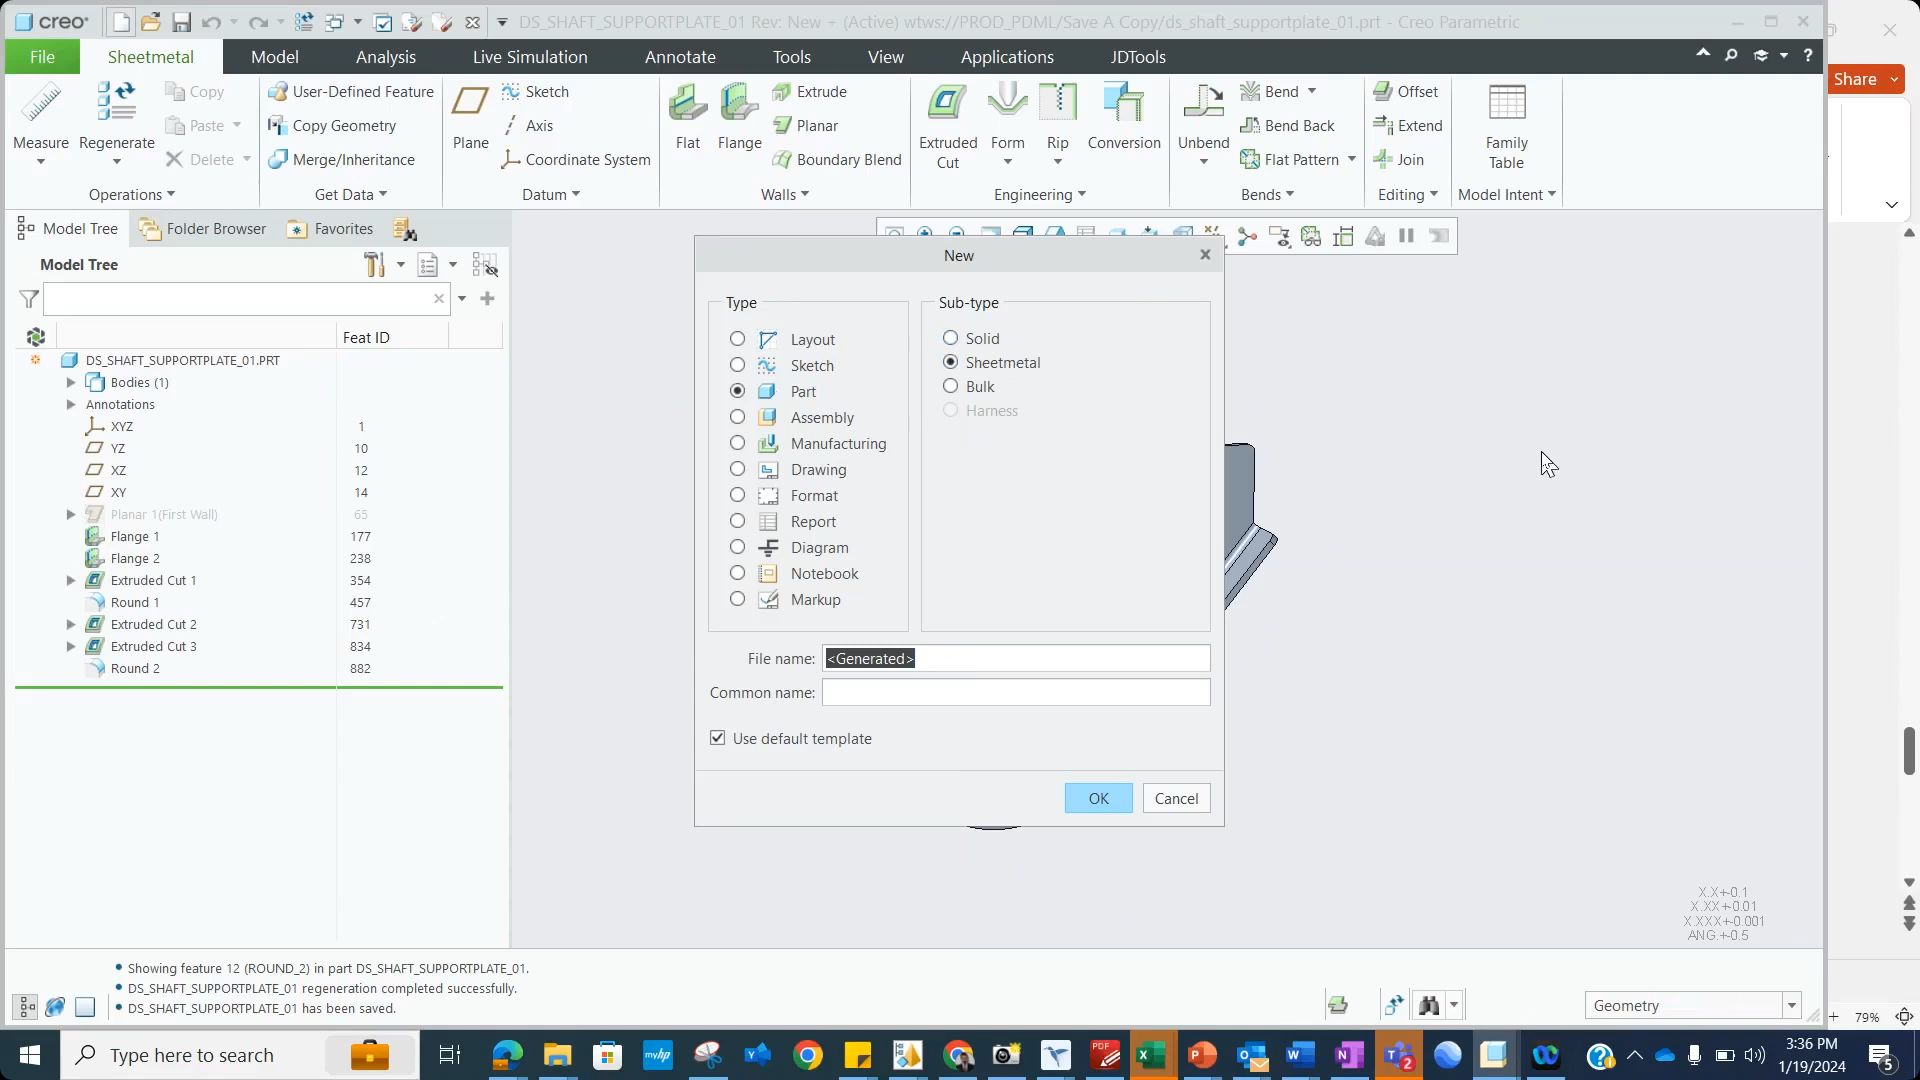 creo
DS_SHAFT_SUPPORTPLATE_01 Rev: New + (Active) wtws://PROD_PDML/Save A Copy/ds_shaft_supportplate_01.prt - Creo Parametric
File Sheetmetal Model Analysis Live Simulation Annotate Tools View Applications JDTools
Share
Measure
Regenerate
Copy
Paste
Delete
Operations
User-Defined Feature
Copy Geometry
Merge/Inheritance
Get Data
Plane
Sketch
Axis
Coordinate System
Datum
Flat
Flange
Extrude
Planar
Boundary Blend
Walls
Extruded
Cut
Form
Rip
Conversion
Engineering
Unbend
Bend
Bend Back
Flat Pattern
Bends
Offset
Extend
Join
Editing
Family
Table
Model Intent
Model Tree Folder Browser Favorites
Model Tree
Feat ID
DS_SHAFT_SUPPORTPLATE_01.PRT
Bodies (1)
Annotations
XYZ 1
YZ 10
XZ 12
XY 14
Planar 1(First Wall) 65
Flange 1 177
Flange 2 238
Extruded Cut 1 354
Round 1 457
Extruded Cut 2 731
Extruded Cut 3 834
Round 2 882
New
Type
Layout
Sketch
Part
Assembly
Manufacturing
Drawing
Format
Report
Diagram
Notebook
Markup
Sub-type
Solid
Sheetmetal
Bulk
Harness
File name: <Generated>
Common name:
Use default template
OK Cancel
X.X+-0.1
X.XX+-0.01
X.XXX+-0.001
ANG.+-0.5
Showing feature 12 (ROUND_2) in part DS_SHAFT_SUPPORTPLATE_01.
DS_SHAFT_SUPPORTPLATE_01 regeneration completed successfully.
DS_SHAFT_SUPPORTPLATE_01 has been saved.
Geometry
79%
Type here to search
myhp
PDF
2
3:36 PM
1/19/2024
5